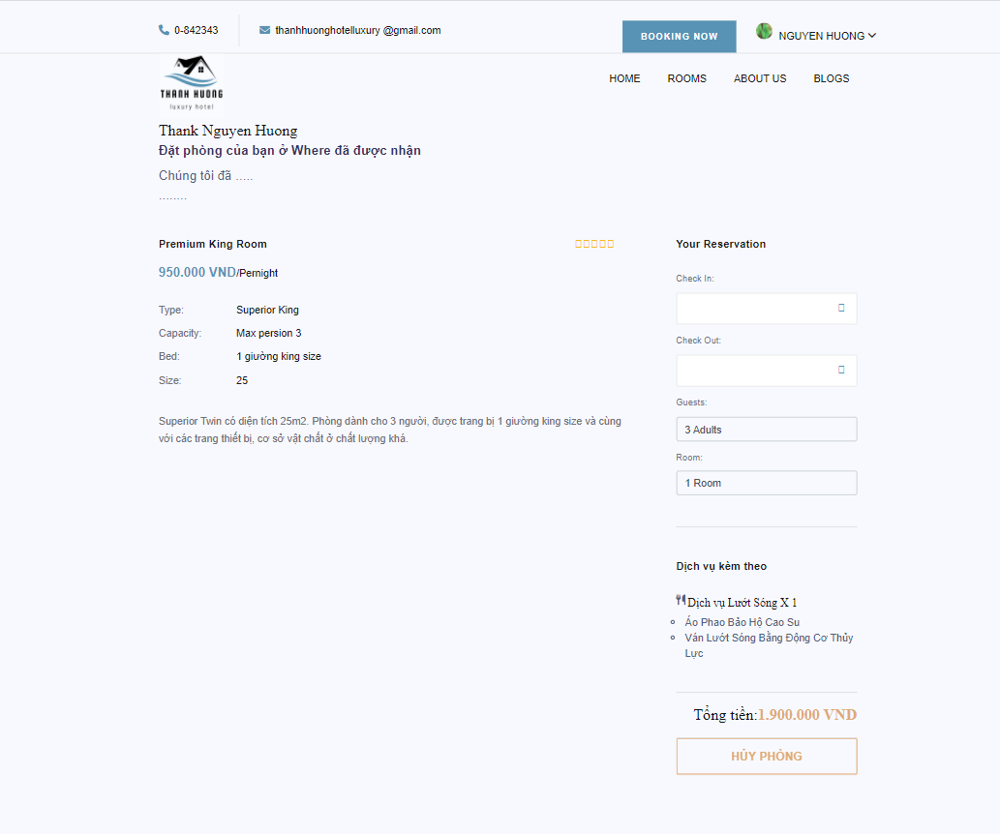 0-842343
thanhhuonghotelluxury @gmail.com
BOOKING NOW
NGUYEN HUONG
THANH HUONG
luxury hotel
HOME
ROOMS
ABOUT US
BLOGS
Thank Nguyen Huong
Đặt phòng của bạn ở Where đã được nhận
Chúng tôi đã .....
........
Premium King Room
950.000 VND/Pernight
Type: Superior King
Capacity: Max persion 3
Bed: 1 giường king size
Size: 25
Superior Twin có diện tích 25m2. Phòng dành cho 3 người, được trang bị 1 giường king size và cùng
với các trang thiết bị, cơ sở vật chất ở chất lượng khá.
Your Reservation
Check In:
Check Out:
Guests:
3 Adults
Room:
1 Room
Dịch vụ kèm theo
Dịch vụ Lướt Sóng X 1
Áo Phao Bảo Hộ Cao Su
Ván Lướt Sóng Bằng Động Cơ Thủy
Lực
Tổng tiền:1.900.000 VND
HỦY PHÒNG